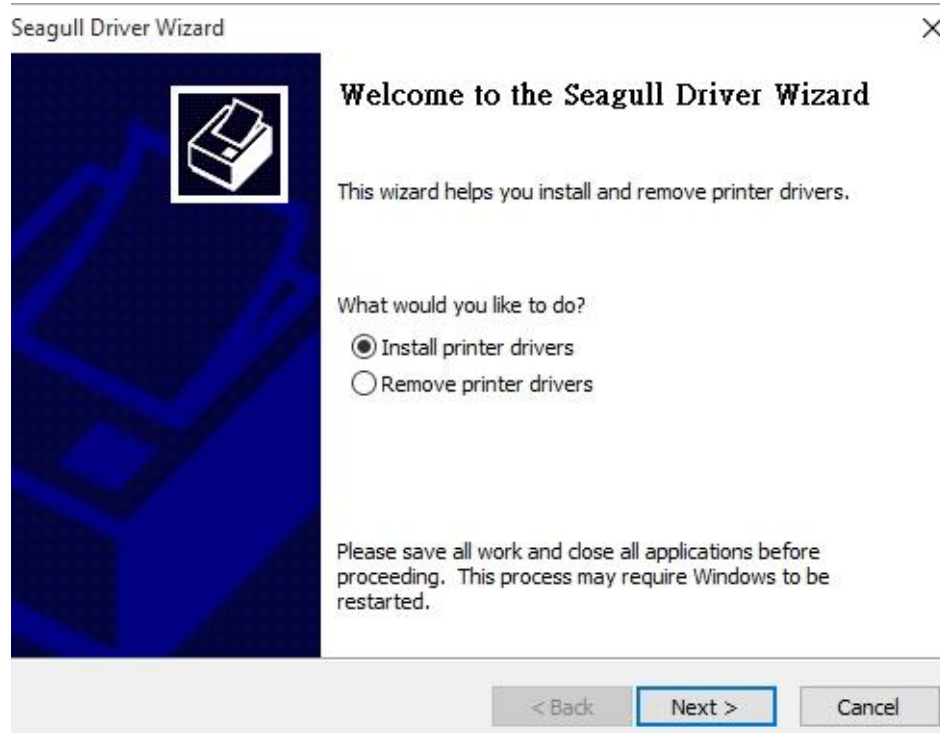 Seagull Driver Wizard
Welcome to the Seagull Driver Wizard
This wizard helps you install and remove printer drivers.
What would you like to do?
Install printer drivers
Remove printer drivers
Please save all work and close all applications before
proceeding. This process may require Windows to be
restarted.
< Back Next > Cancel